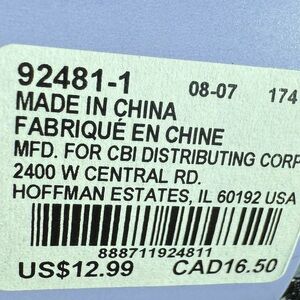 92481-1 08-07 174
MADE IN CHINA
FABRIQUÉ EN CHINE
MFD. FOR CBI DISTRIBUTING CORP
2400 W CENTRAL RD.
HOFFMAN ESTATES, IL 60192 USA
888711924811
US$12.99 CAD16.50